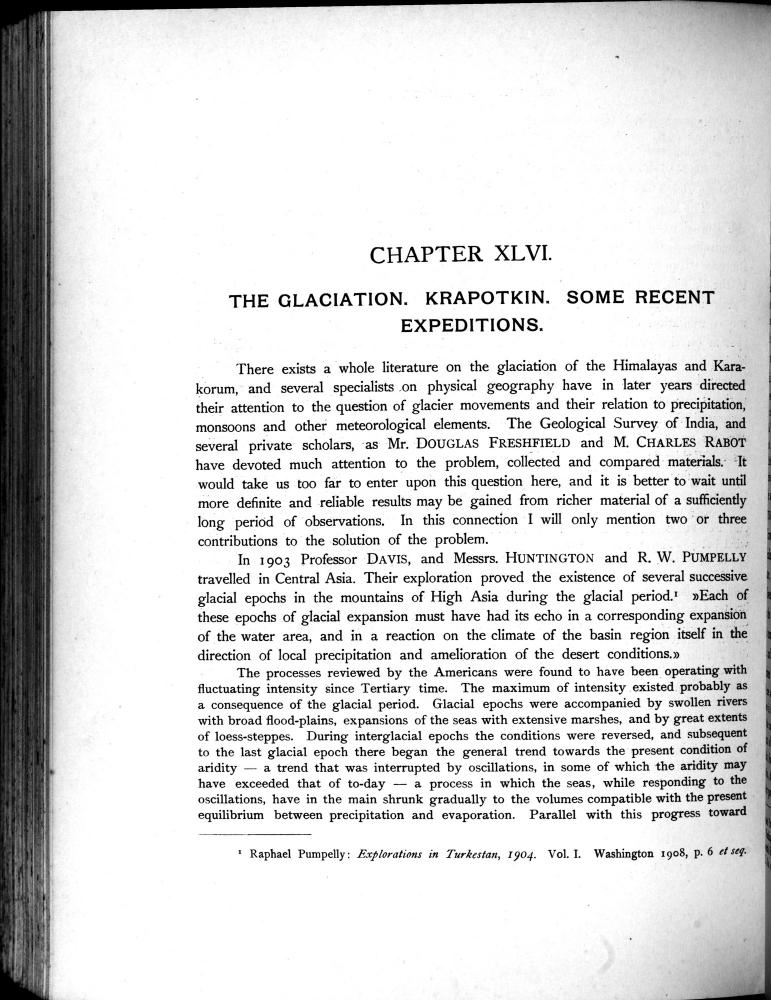 CHAPTER XLVI.
THE GLACIATION. KRAPOTKIN. SOME RECENT
EXPEDITIONS.
There exists a whole literature on the glaciation of the Himalayas and Kara-
korum, and several specialists on physical geography have in later years directed
their attention to the question of glacier movements and their relation to precipitation,
monsoons and other meteorological elements. The Geological Survey of India, and
several private scholars, as Mr. DOUGLAS FRESHFIELD and M. CHARLES RABOT
have devoted much attention to the problem, collected and compared materials. It
would take us too far to enter upon this question here, and it is better to wait until
more definite and reliable results may be gained from richer material of a sufficiently
long period of observations. In this connection I will only mention two or three
contributions to the solution of the problem.
In 1903 Professor DAVIS, and Messrs. HUNTINGTON and R. W. PUMPELLY
travelled in Central Asia. Their exploration proved the existence of several successive
glacial epochs in the mountains of High Asia during the glacial period.¹ »Each of
these epochs of glacial expansion must have had its echo in a corresponding expansion
of the water area, and in a reaction on the climate of the basin region itself in the
direction of local precipitation and amelioration of the desert conditions.»
The processes reviewed by the Americans were found to have been operating with
fluctuating intensity since Tertiary time. The maximum of intensity existed probably as
a consequence of the glacial period. Glacial epochs were accompanied by swollen rivers
with broad flood-plains, expansions of the seas with extensive marshes, and by great extents
of loess-steppes. During interglacial epochs the conditions were reversed, and subsequent
to the last glacial epoch there began the general trend towards the present condition of
aridity — a trend that was interrupted by oscillations, in some of which the aridity may
have exceeded that of to-day — a process in which the seas, while responding to the
oscillations, have in the main shrunk gradually to the volumes compatible with the present
equilibrium between precipitation and evaporation. Parallel with this progress toward
¹ Raphael Pumpelly: Explorations in Turkestan, 1904. Vol. I. Washington 1908, p. 6 et seq.